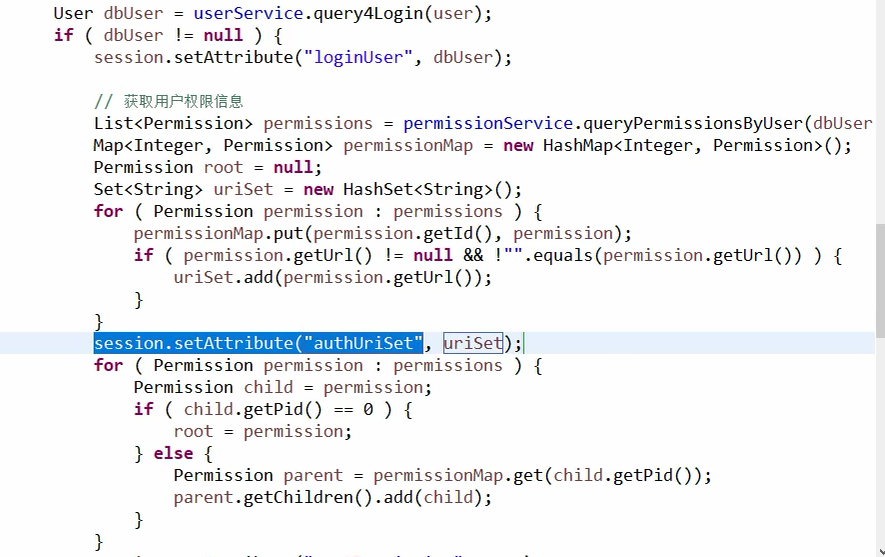 User dbUser = userService.query4Login(user);
if ( dbUser != null ) {
session.setAttribute("loginUser", dbUser);
// 获取用户权限信息
List<Permission> permissions = permissionService.queryPermissionsByUser(dbUser
Map<Integer, Permission> permissionMap = new HashMap<Integer, Permission>();
Permission root = null;
Set<String> uriSet = new HashSet<String>();
for ( Permission permission : permissions ) {
permissionMap.put(permission.getId(), permission);
if ( permission.getUrl() != null && !"".equals(permission.getUrl()) ) {
uriSet.add(permission.getUrl());
}
}
session.setAttribute("authUriSet", uriSet);
for ( Permission permission : permissions ) {
Permission child = permission;
if ( child.getPid() == 0 ) {
root = permission;
} else {
Permission parent = permissionMap.get(child.getPid());
parent.getChildren().add(child);
}
}